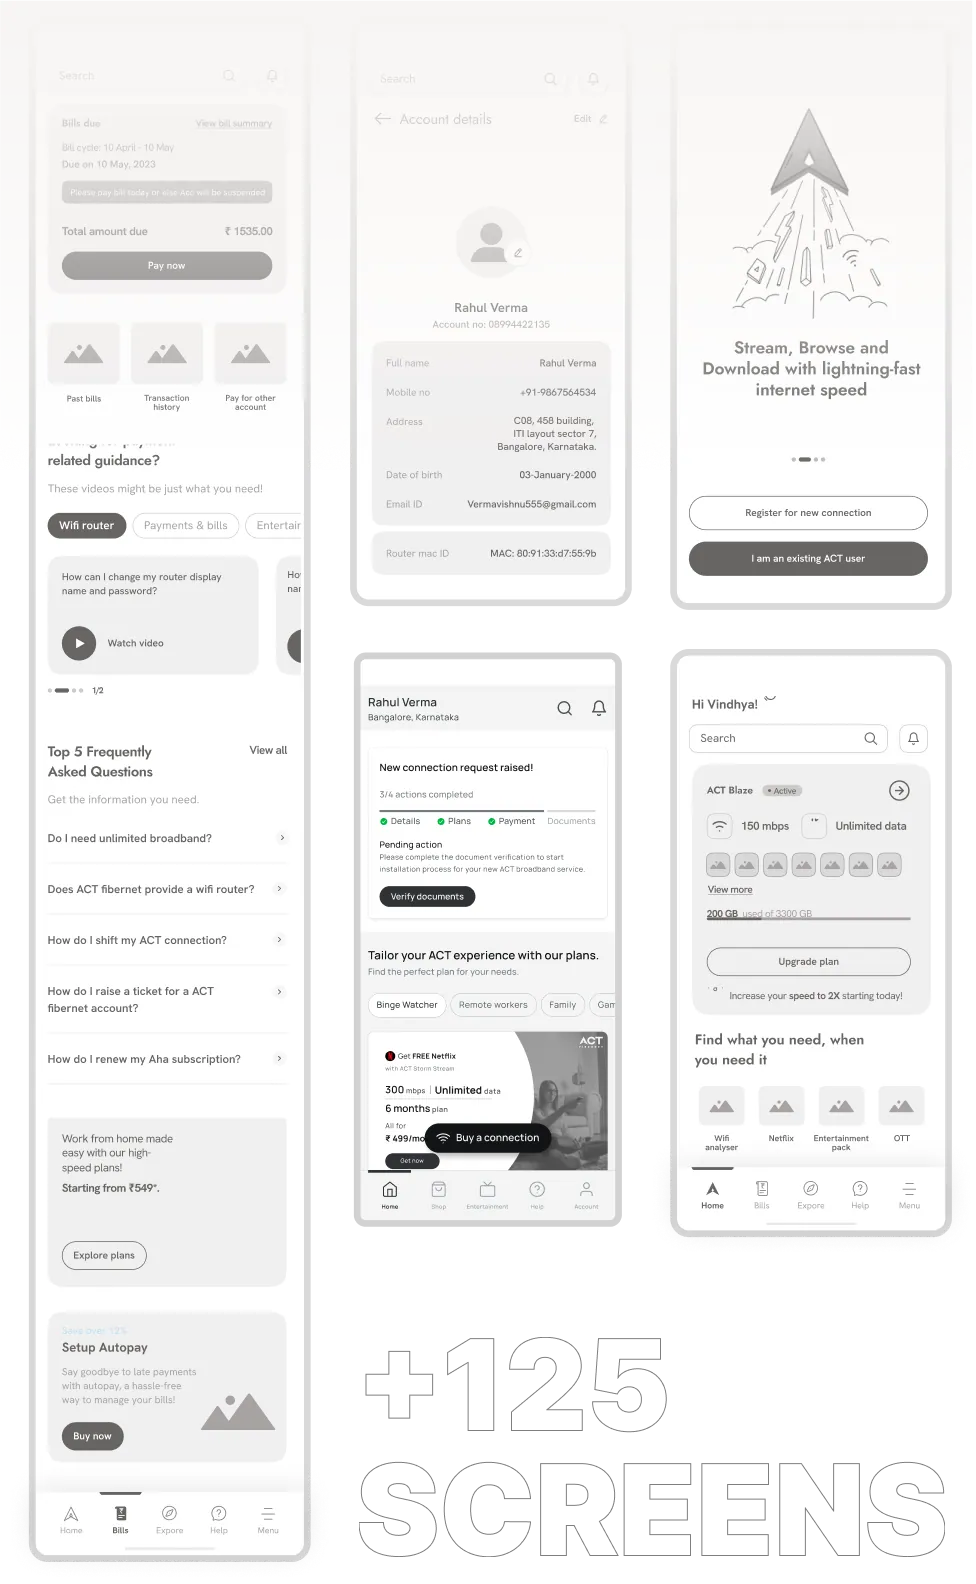 Search
Bills due
View bill summary
Bill cycle: 10 April - 10 May
Due on 10 May, 2023
Please pay bill today or else Acc will be suspended
Total amount due
₹ 1535.00
Pay now
Past bills
Transaction
history
Pay for other
account
related guidance?
These videos might be just what you need!
Wifi router
Payments & bills
Entertain
How can I change my router display
name and password?
Watch video
How
nar
1/2
Top 5 Frequently
Asked Questions
View all
Get the information you need.
Do I need unlimited broadband?
Does ACT fibernet provide a wifi router?
How do I shift my ACT connection?
How do I raise a ticket for a ACT
fibernet account?
How do I renew my Aha subscription?
Work from home made
easy with our high-
speed plans!
Starting from ₹549*.
Explore plans
Save over 12%
Setup Autopay
Say goodbye to late payments
with autopay, a hassle-free
way to manage your bills!
Buy now
Home
Bills
Expore
Help
Menu
Search
Account details
Edit
Rahul Verma
Account no: 08994422135
Full name
Rahul Verma
Mobile no
+91-9867564534
Address
C08, 458 building,
ITI layout sector 7,
Bangalore, Karnataka.
Date of birth
03-January-2000
Email ID
Vermavishnu555@gmail.com
Router mac ID
MAC: 80:91:33:d7:55:9b
Stream, Browse and
Download with lightning-fast
internet speed
Register for new connection
I am an existing ACT user
Rahul Verma
Bangalore, Karnataka
New connection request raised!
3/4 actions completed
Details
Plans
Payment
Documents
Pending action
Please complete the document verification to start
installation process for your new ACT broadband service.
Verify documents
Tailor your ACT experience with our plans.
Find the perfect plan for your needs.
Binge Watcher
Remote workers
Family
Gam
ACT
Get FREE Netflix
with ACT Storm Stream
300 mbps | Unlimited data
6 months plan
All for
₹ 499/mo
Buy a connection
Get now
Home
Shop
Entertainment
Help
Account
Hi Vindhya!
Search
ACT Blaze
• Active
150 mbps
Unlimited data
View more
200 GB used of 3300 GB
Upgrade plan
Increase your speed to 2X starting today!
Find what you need, when
you need it
Wifi
analyser
Netflix
Entertainment
pack
OTT
Home
Bills
Expore
Help
Menu
+125
SCREENS